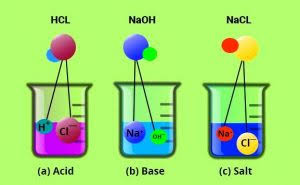 HCL NaOH NaCL
H⁺ Cl⁻ Na⁺ OH⁻ Na⁺ Cl⁻
(a) Acid (b) Base (c) Salt